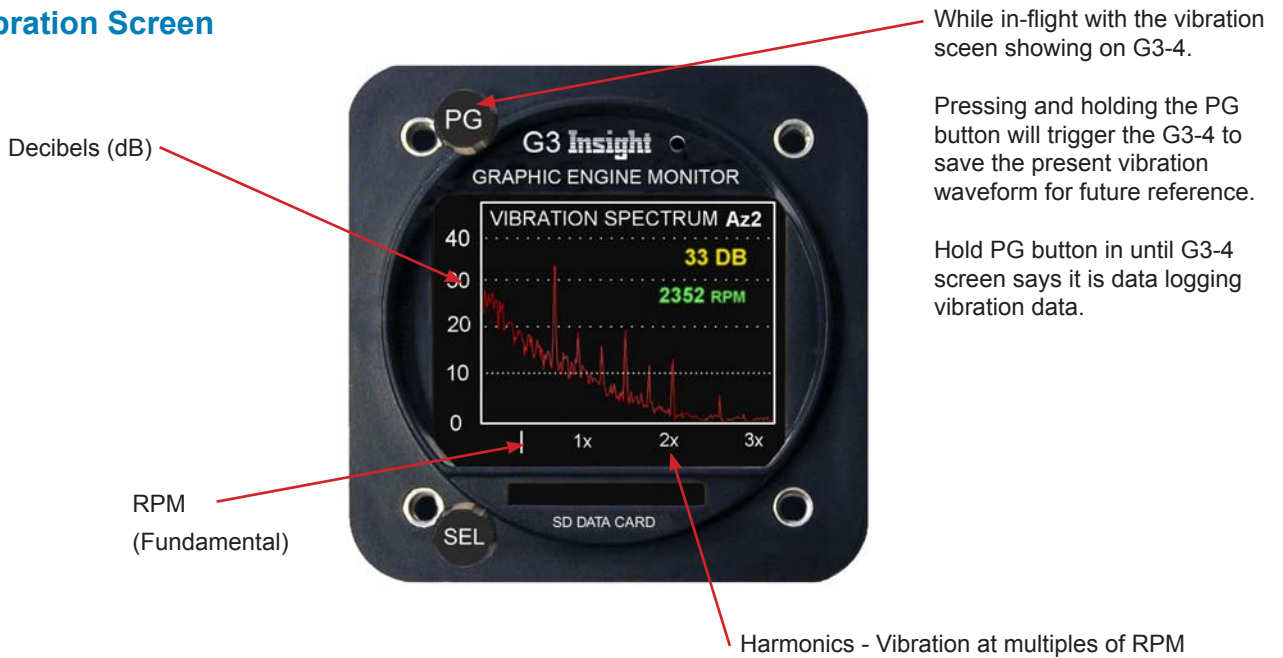 bration Screen
While in-flight with the vibration
sceen showing on G3-4.
Pressing and holding the PG
button will trigger the G3-4 to
save the present vibration
waveform for future reference.
Hold PG button in until G3-4
screen says it is data logging
vibration data.
Decibels (dB)
PG
G3 Insight
GRAPHIC ENGINE MONITOR
VIBRATION SPECTRUM Az2
40
33 DB
30
2352 RPM
20
10
0
1x 2x 3x
RPM
(Fundamental)
SD DATA CARD
SEL
Harmonics - Vibration at multiples of RPM